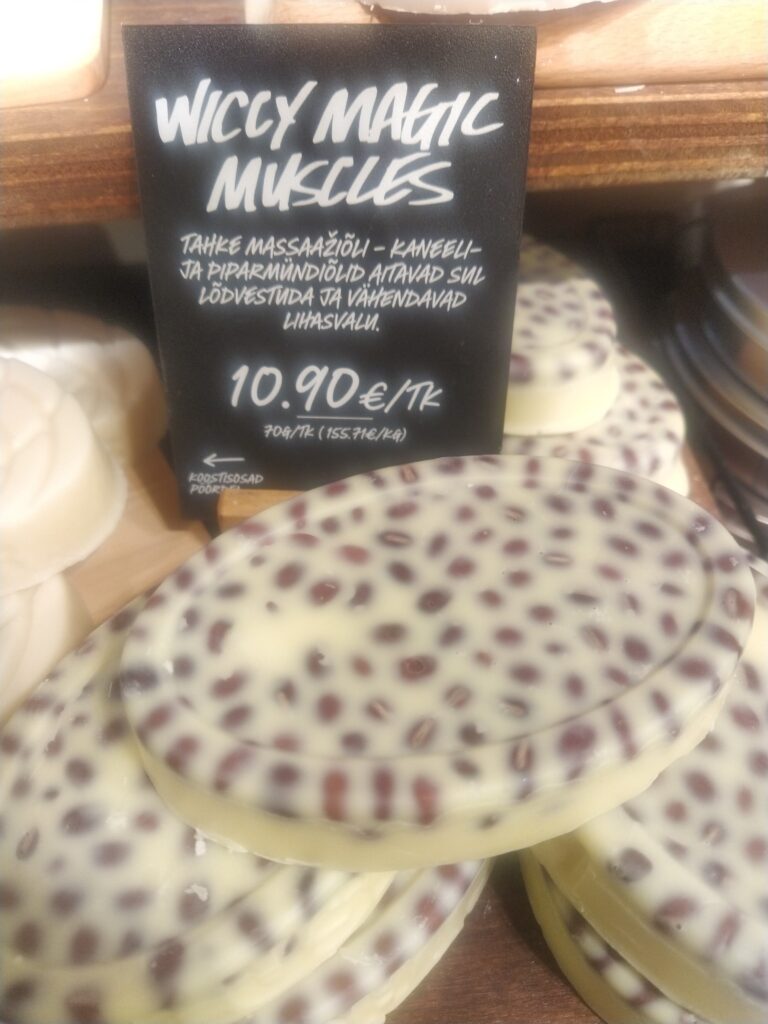 WICCY MAGIC
MUSCLES
TAHKE MASSAAŽIÕLI - KANEELI-
JA PIPARMÜNDIÕLID AITAVAD SUL
LÕDVESTUDA JA VÄHENDAVAD
LIHASVALU.
10.90€/TK
70G/TK (155.71€/KG)
←
KOOSTISOSAD